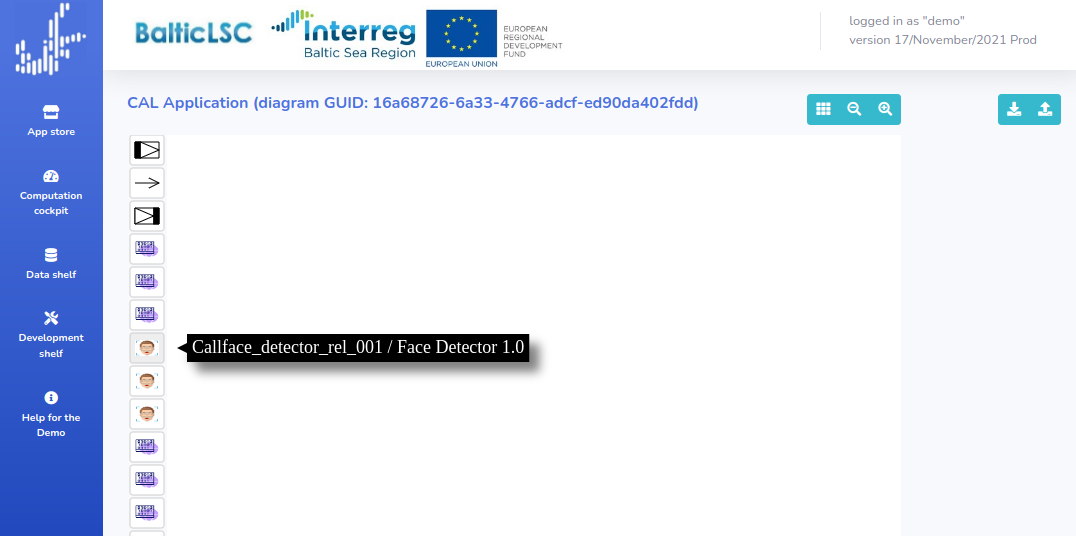 BalticLSC
Interreg
Baltic Sea Region
EUROPEAN UNION
EUROPEAN
REGIONAL
DEVELOPMENT
FUND
logged in as "demo"
version 17/November/2021 Prod
App store
Computation
cockpit
Data shelf
Development
shelf
Help for the
Demo
CAL Application (diagram GUID: 16a68726-6a33-4766-adcf-ed90da402fdd)
Callface_detector_rel_001 / Face Detector 1.0